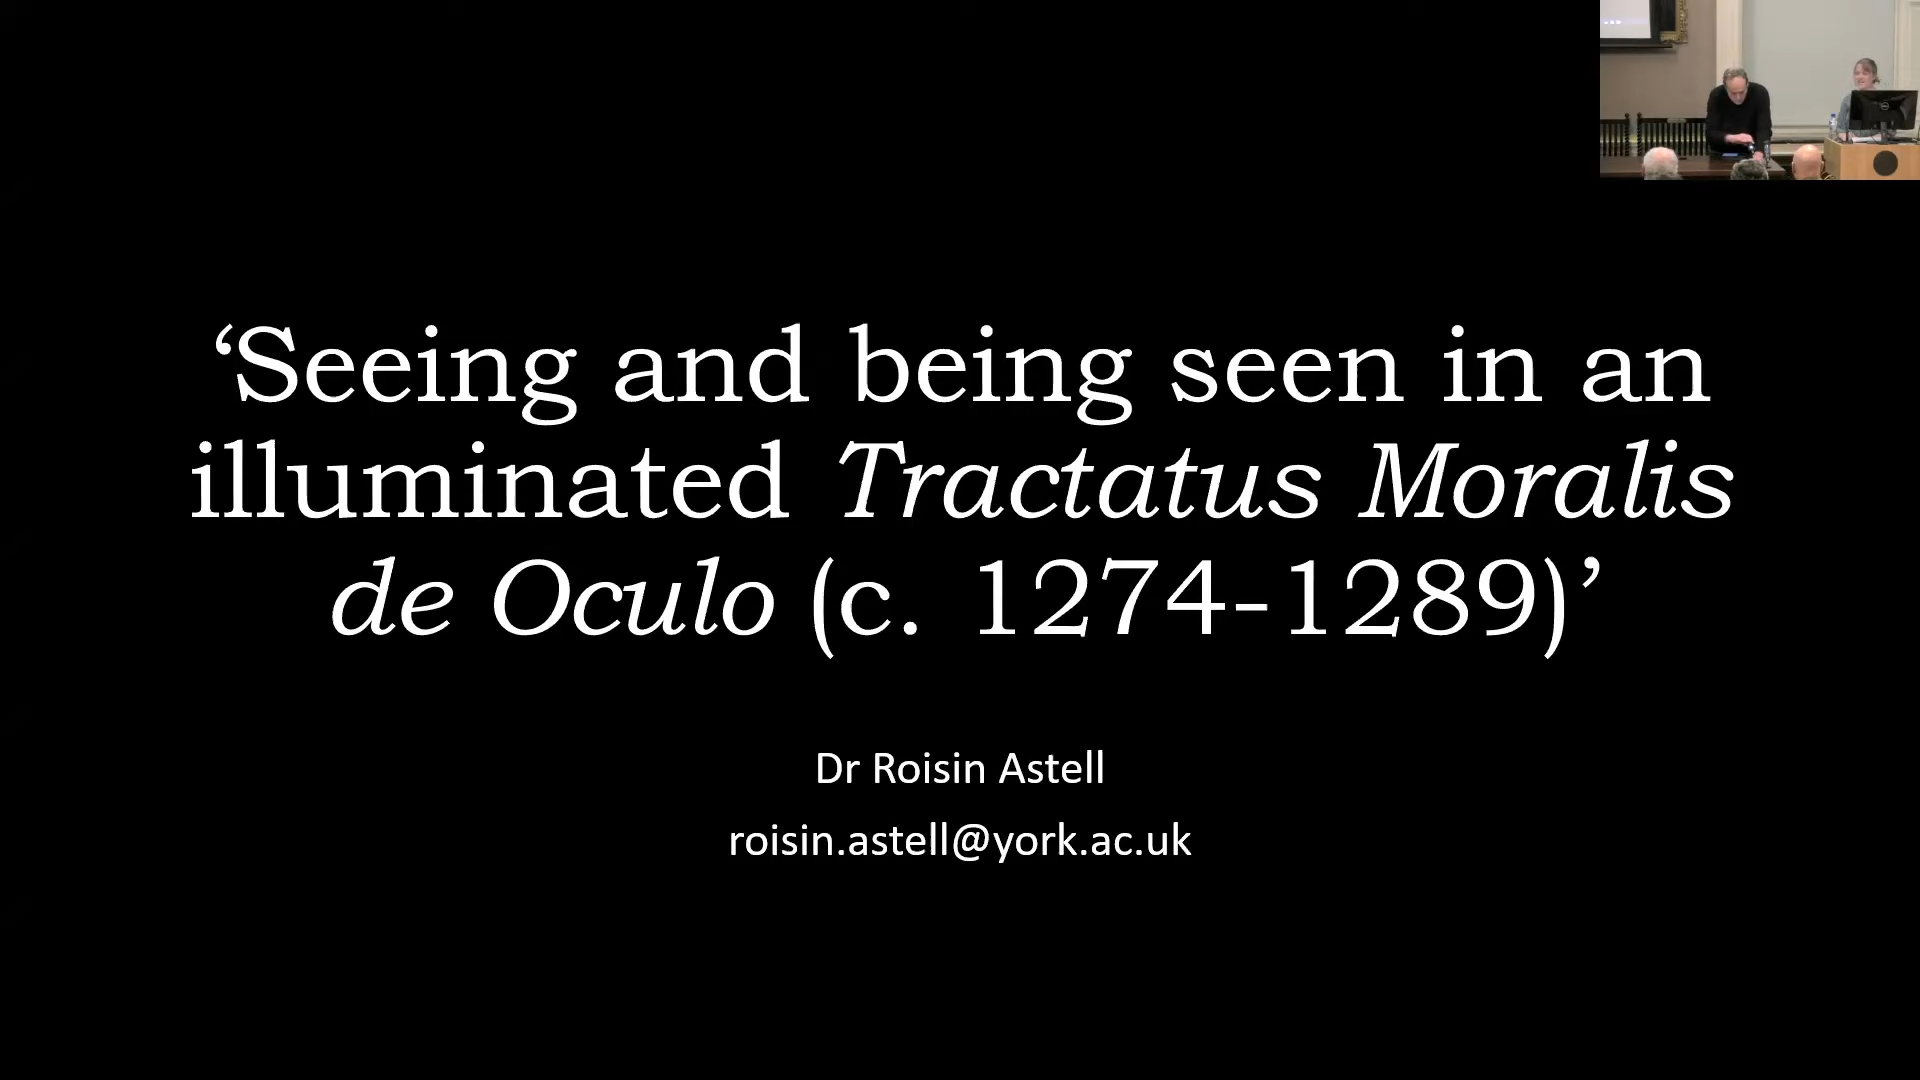 ‘Seeing and being seen in an
illuminated Tractatus Moralis
de Oculo (c. 1274-1289)’
Dr Roisin Astell
roisin.astell@york.ac.uk